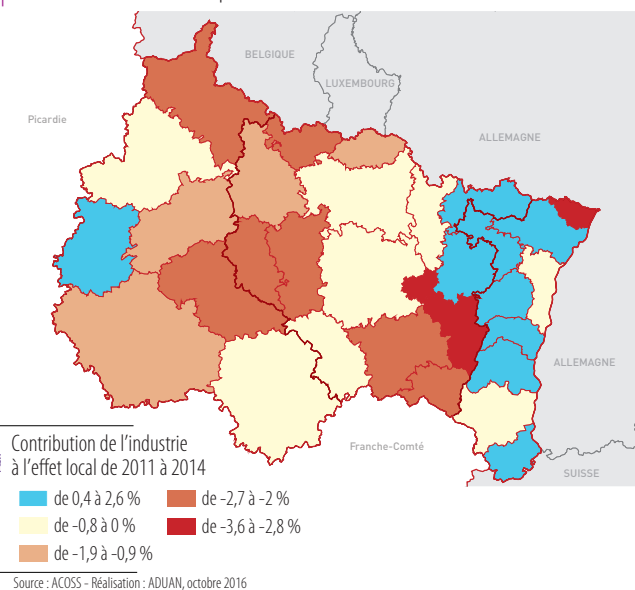 BELGIQUE
LUXEMBOURG
Picardie
ALLEMAGNE
ALLEMAGNE
Franche-Comté
SUISSE
Contribution de l'industrie
à l'effet local de 2011 à 2014
de 0,4 à 2,6 %
de -2,7 à -2 %
de -0,8 à 0 %
de -3,6 à -2,8 %
de -1,9 à -0,9 %
Source : ACOSS - Réalisation : ADUAN, octobre 2016